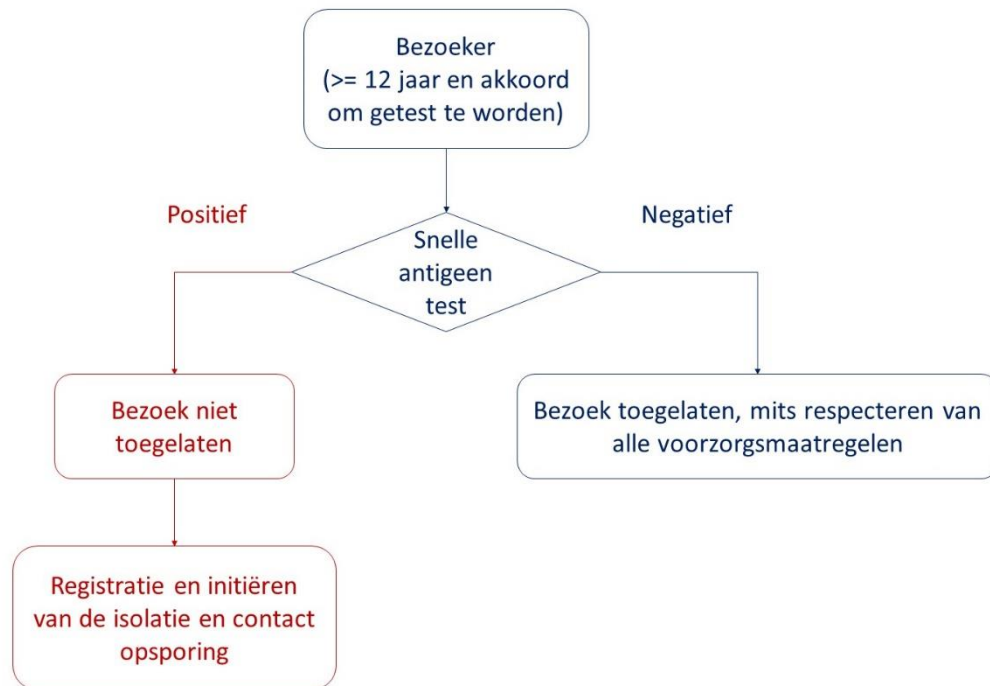 Bezoeker
(>= 12 jaar en akkoord
om getest te worden)
Positief
Negatief
Snelle
antigeen
test
Bezoek niet
toegelaten
Bezoek toegelaten, mits respecteren van
alle voorzorgsmaatregelen
Registratie en initiëren
van de isolatie en contact
opsporing